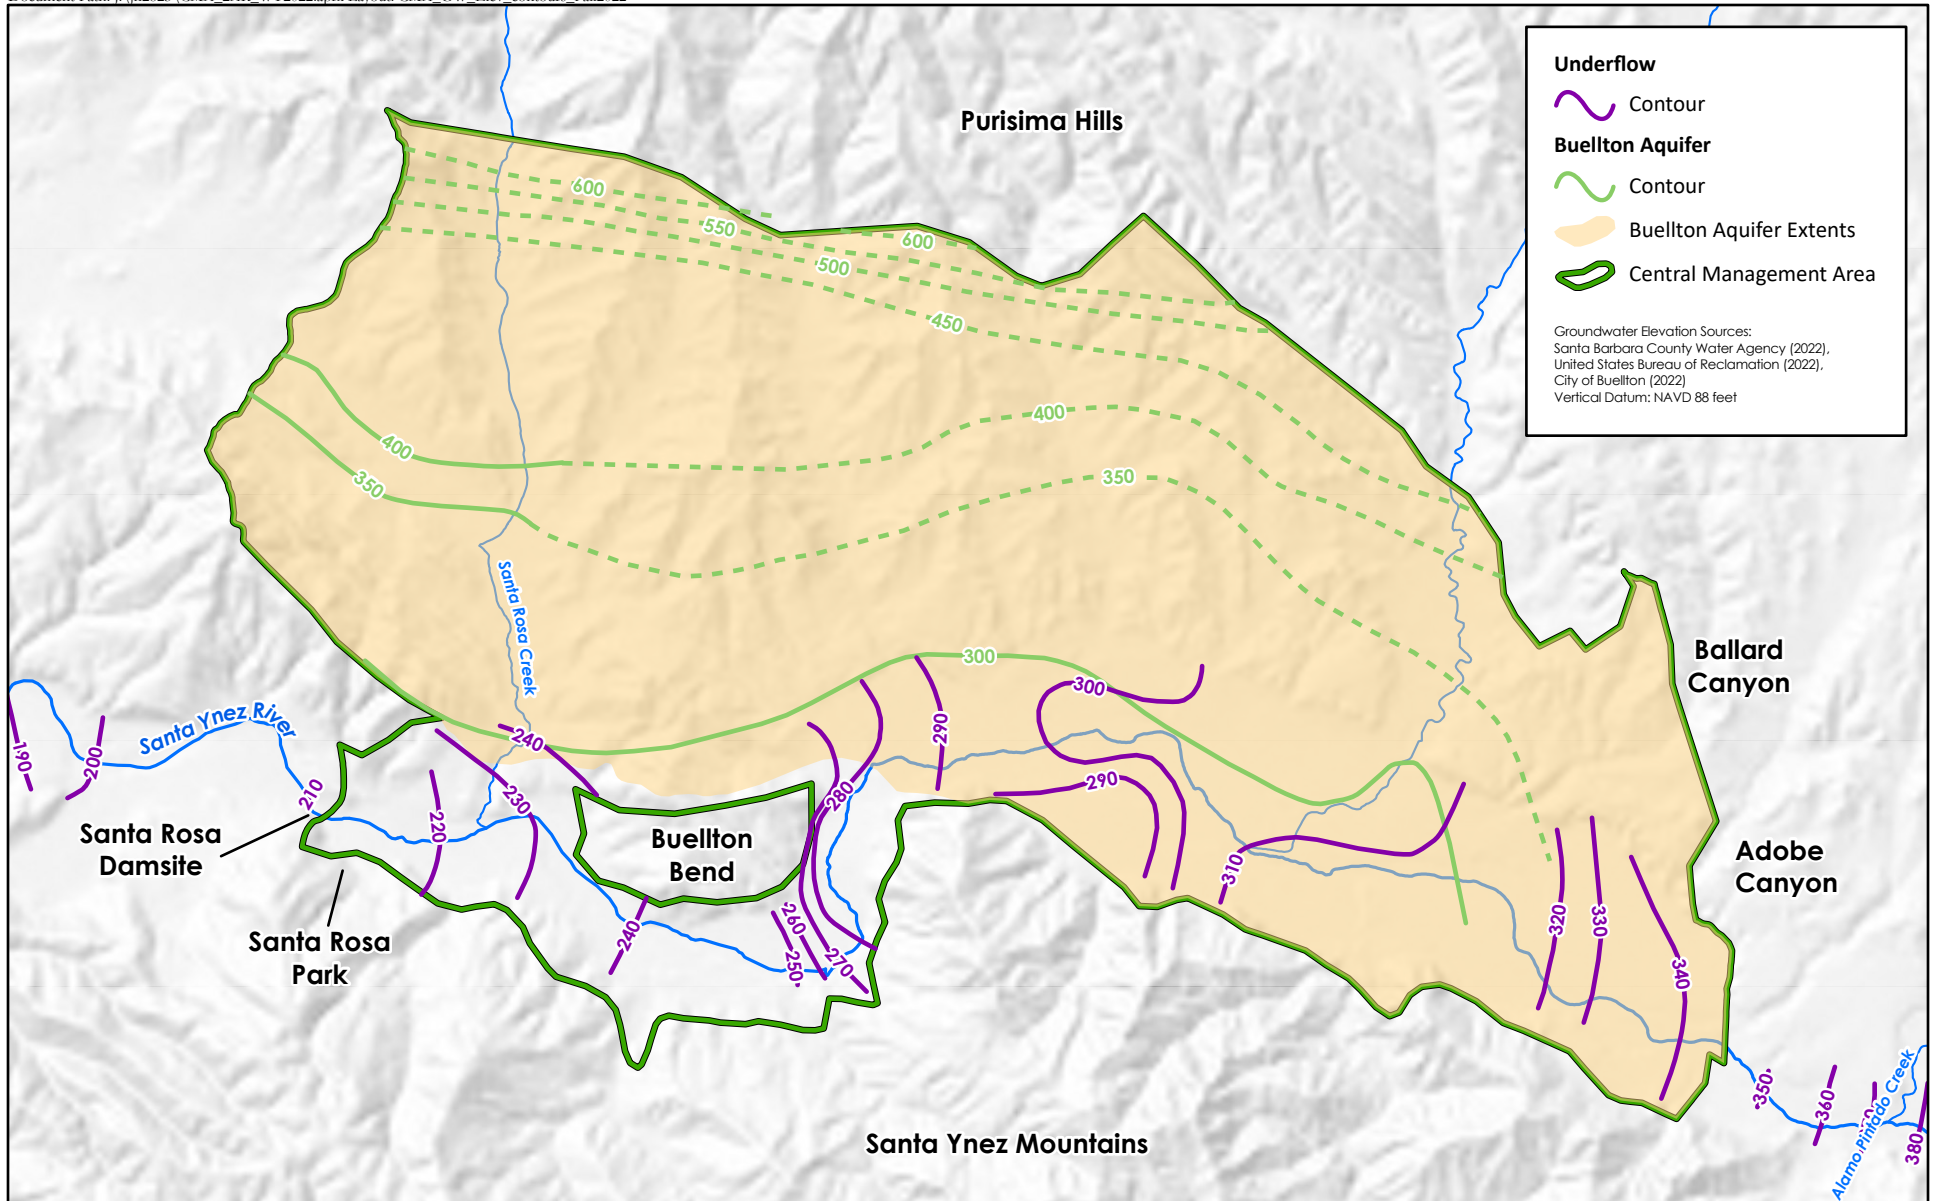 Purisima Hills
Underflow
Contour
Buellton Aquifer
Contour
Buellton Aquifer Extents
Central Management Area
Groundwater Elevation Sources:
Santa Barbara County Water Agency (2022),
United States Bureau of Reclamation (2022),
City of Buellton (2022)
Vertical Datum: NAVD 88 feet
600
550
600
500
450
400
400
350
350
Santa Rosa Creek
300
300
Ballard
Canyon
Santa Ynez River
240
290
190
200
210
230
280
290
220
Santa Rosa
Damsite
Buellton
Bend
310
Adobe
Canyon
Santa Rosa
Park
240
260
250
270
320
330
340
350
360
380
Alamo Pintado Creek
Santa Ynez Mountains